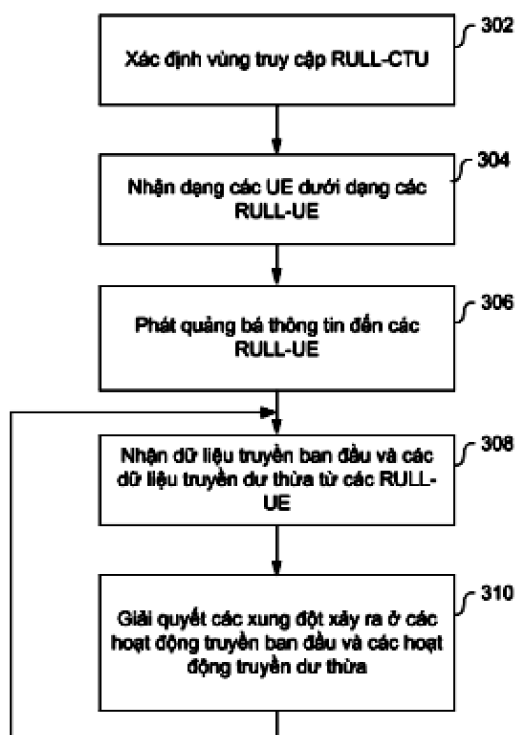 302
Xác định vùng truy cập RULL-CTU
304
Nhận dạng các UE dưới dạng các
RULL-UE
306
Phát quảng bá thông tin đến các
RULL-UE
308
Nhận dữ liệu truyền ban đầu và các
dữ liệu truyền dư thừa từ các RULL-
UE
310
Giải quyết các xung đột xảy ra ở các
hoạt động truyền ban đầu và các hoạt
động truyền dư thừa